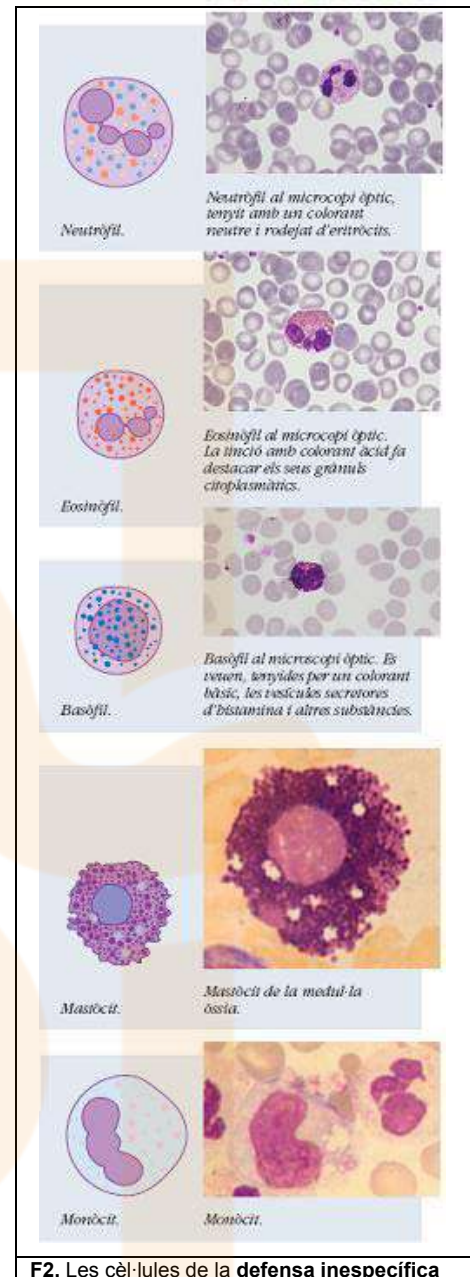 Neutròfil al microcopi òptic,
tenyit amb un colorant
neutre i rodejat d'eritròcits.
Neutròfil.
Eosinòfil al microcopi òptic.
La tinció amb colorant àcid fa
destacar els seus grànuls
citoplasmàtics.
Eosinòfil.
Basòfil al microscopi òptic. Es
veuen, tenyides per un colorant
bàsic, les vesícules secretores
d'histamina i altres substàncies.
Basòfil.
Mastòcit de la medul·la
òssia.
Mastòcit.
Monòcit.
Monòcit.
F2. Les cèl·lules de la defensa inespecífica